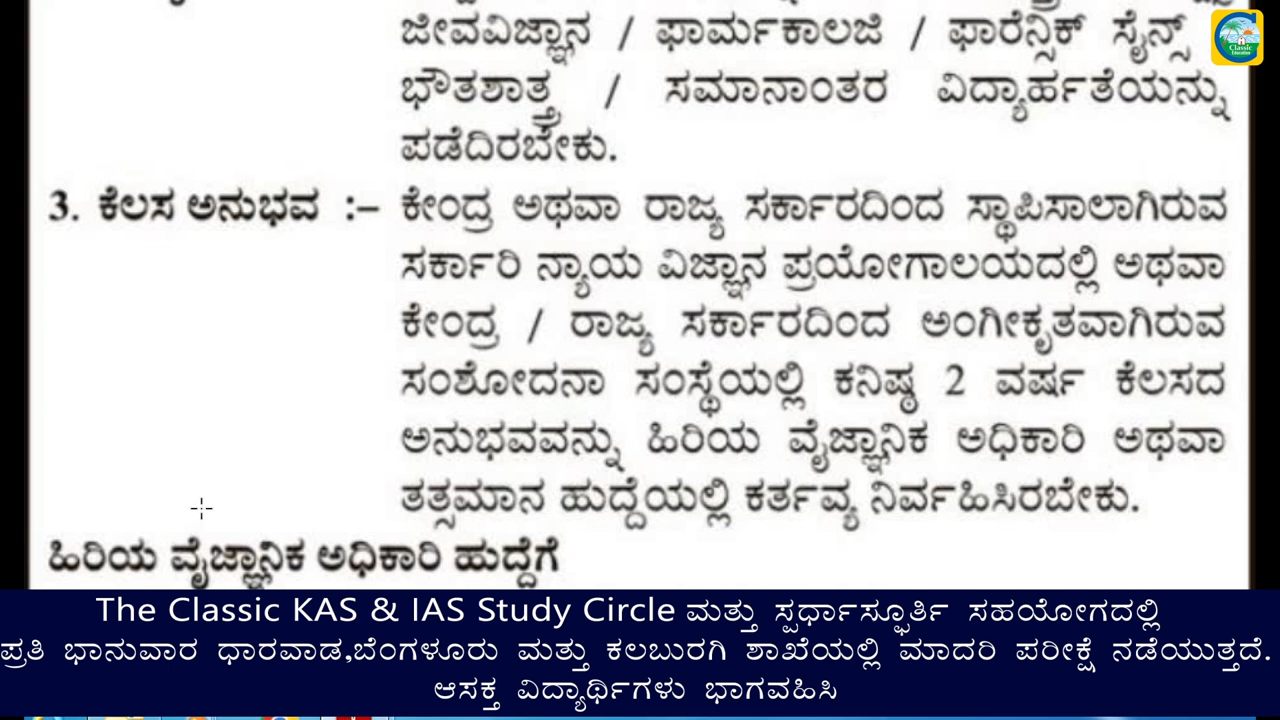 ಜೀವವಿಜ್ಞಾನ / ಫಾರ್ಮಕಾಲಜಿ / ಫಾರೆನ್ಸಿಕ್ ಸೈನ್ಸ್
Classic
ಭೌತಶಾತ್ತ್ರ / ಸಮಾನಾಂತರ ವಿದ್ಯಾರ್ಹತೆಯನ್ನು
ಪಡೆದಿರಬೇಕು.
3. ಕೆಲಸ ಅನುಭವ :– ಕೇಂದ್ರ ಅಥವಾ ರಾಜ್ಯ ಸರ್ಕಾರದಿಂದ ಸ್ಥಾಪಿಸಾಲಾಗಿರುವ
ಸರ್ಕಾರಿ ನ್ಯಾಯ ವಿಜ್ಞಾನ ಪ್ರಯೋಗಾಲಯದಲ್ಲಿ ಅಥವಾ
ಕೇಂದ್ರ / ರಾಜ್ಯ ಸರ್ಕಾರದಿಂದ ಅಂಗೀಕೃತವಾಗಿರುವ
ಸಂಶೋದನಾ ಸಂಸ್ಥೆಯಲ್ಲಿ ಕನಿಷ್ಠ 2 ವರ್ಷ ಕೆಲಸದ
ಅನುಭವವನ್ನು ಹಿರಿಯ ವೈಜ್ಞಾನಿಕ ಅಧಿಕಾರಿ ಅಥವಾ
ತತ್ಸಮಾನ ಹುದ್ದೆಯಲ್ಲಿ ಕರ್ತವ್ಯ ನಿರ್ವಹಿಸಿರಬೇಕು.
ಹಿರಿಯ ವೈಜ್ಞಾನಿಕ ಅಧಿಕಾರಿ ಹುದ್ದೆಗೆ
The Classic KAS & IAS Study Circle ಮತ್ತು ಸ್ಪರ್ಧಾಸ್ಫೂರ್ತಿ ಸಹಯೋಗದಲ್ಲಿ
ಪ್ರತಿ ಭಾನುವಾರ ಧಾರವಾಡ,ಬೆಂಗಳೂರು ಮತ್ತು ಕಲಬುರಗಿ ಶಾಖೆಯಲ್ಲಿ ಮಾದರಿ ಪರೀಕ್ಷೆ ನಡೆಯುತ್ತದೆ.
ಆಸಕ್ತ ವಿದ್ಯಾರ್ಥಿಗಳು ಭಾಗವಹಿಸಿ